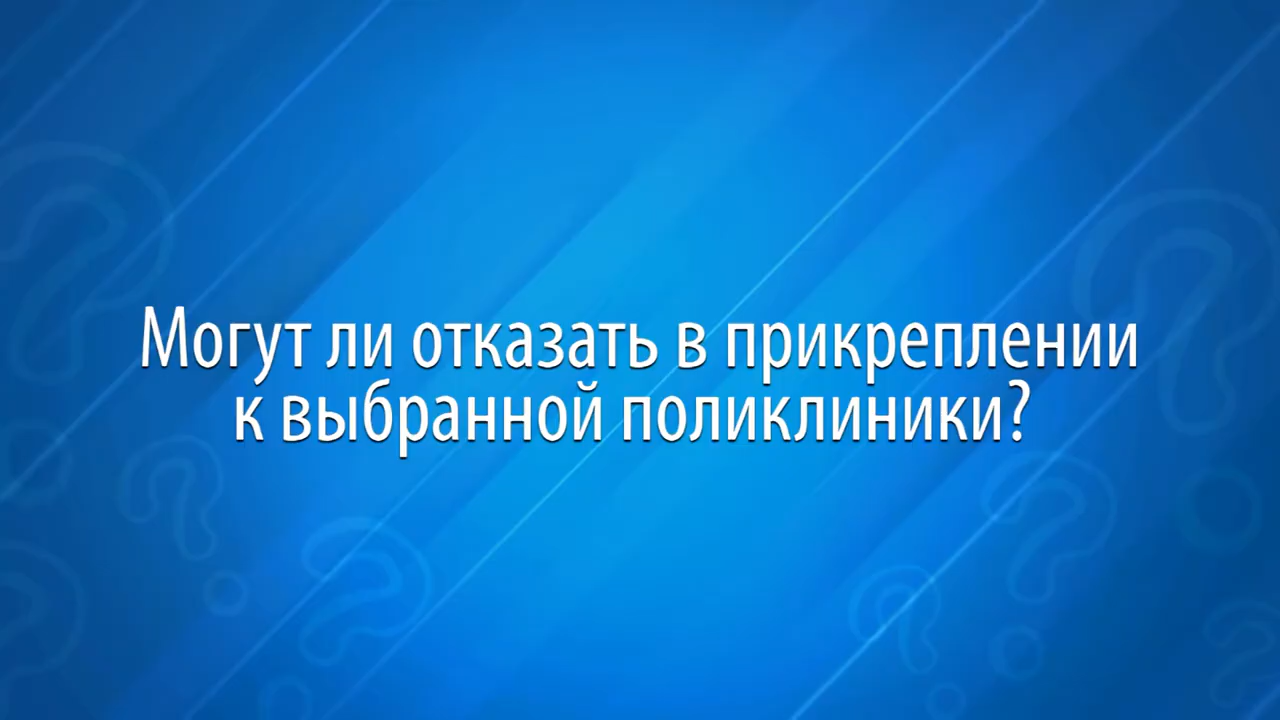 Могут ли отказать в прикреплении
к выбранной поликлиники?